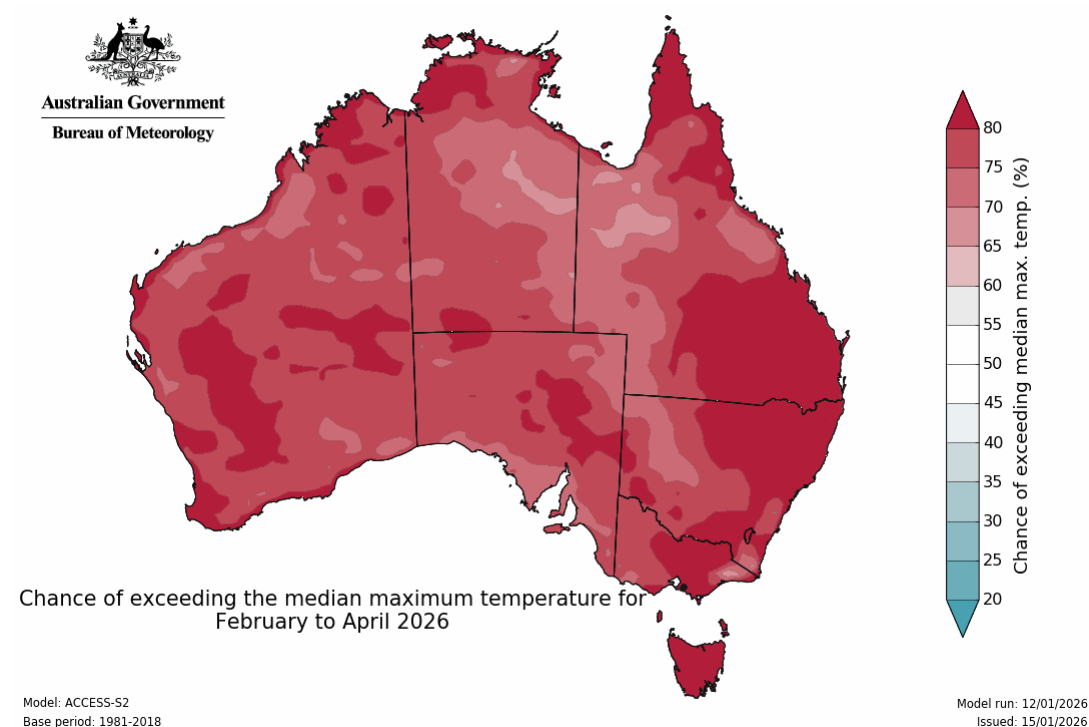 Australian Government
Bureau of Meteorology
80
75
70
65
60
55
50
45
40
35
30
25
20
Chance of exceeding median max. temp. (%)
Chance of exceeding the median maximum temperature for
February to April 2026
Model: ACCESS-S2
Base period: 1981-2018
Model run: 12/01/2026
Issued: 15/01/2026